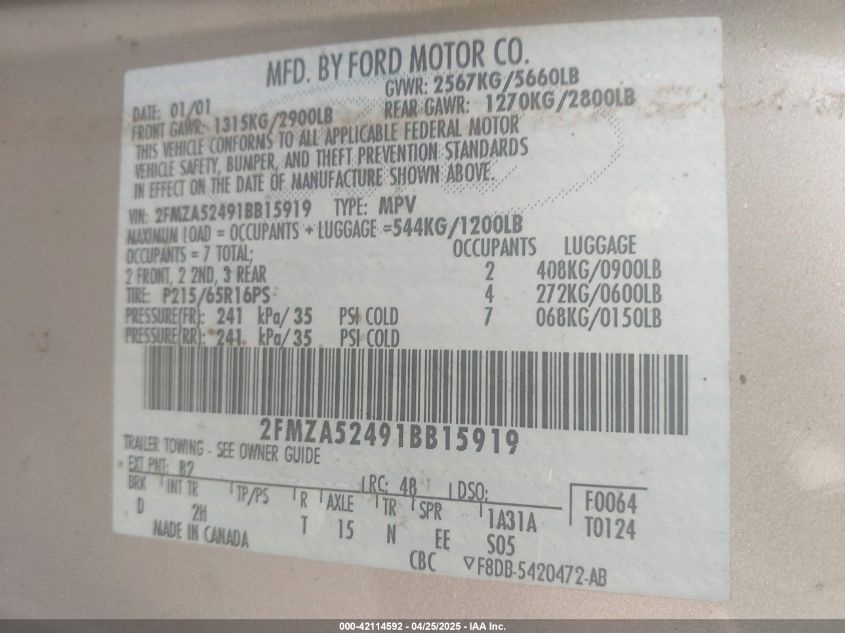 MFD. BY FORD MOTOR CO.
DATE: 01/01 GVWR: 2567KG/5660LB
FRONT GAWR: 1315KG/2900LB REAR GAWR: 1270KG/2800LB
THIS VEHICLE CONFORMS TO ALL APPLICABLE FEDERAL MOTOR
VEHICLE SAFETY, BUMPER, AND THEFT PREVENTION STANDARDS
IN EFFECT ON THE DATE OF MANUFACTURE SHOWN ABOVE.
VIN: 2FMZA52491BB15919 TYPE: MPV
MAXIMUM LOAD = OCCUPANTS + LUGGAGE =544KG/1200LB
OCCUPANTS = 7 TOTAL; OCCUPANTS LUGGAGE
2 FRONT, 2 2ND, 3 REAR 2 408KG/0900LB
TIRE: P215/65R16PS 4 272KG/0600LB
PRESSURE(FR): 241 kPa/35 PSI COLD 7 068KG/0150LB
PRESSURE(RR): 241 kPa/35 PSI COLD
2FMZA52491BB15919
TRAILER TOWING - SEE OWNER GUIDE
EXT PNT: B2 RC: 48 DSO: F0064
BRK INT TR TP/PS R AXLE TR SPR 1A31A T0124
D 2H T 15 N EE S05
MADE IN CANADA CBC ▽F8DB-5420472-AB
000-42114592 - 04/25/2025 - IAA Inc.